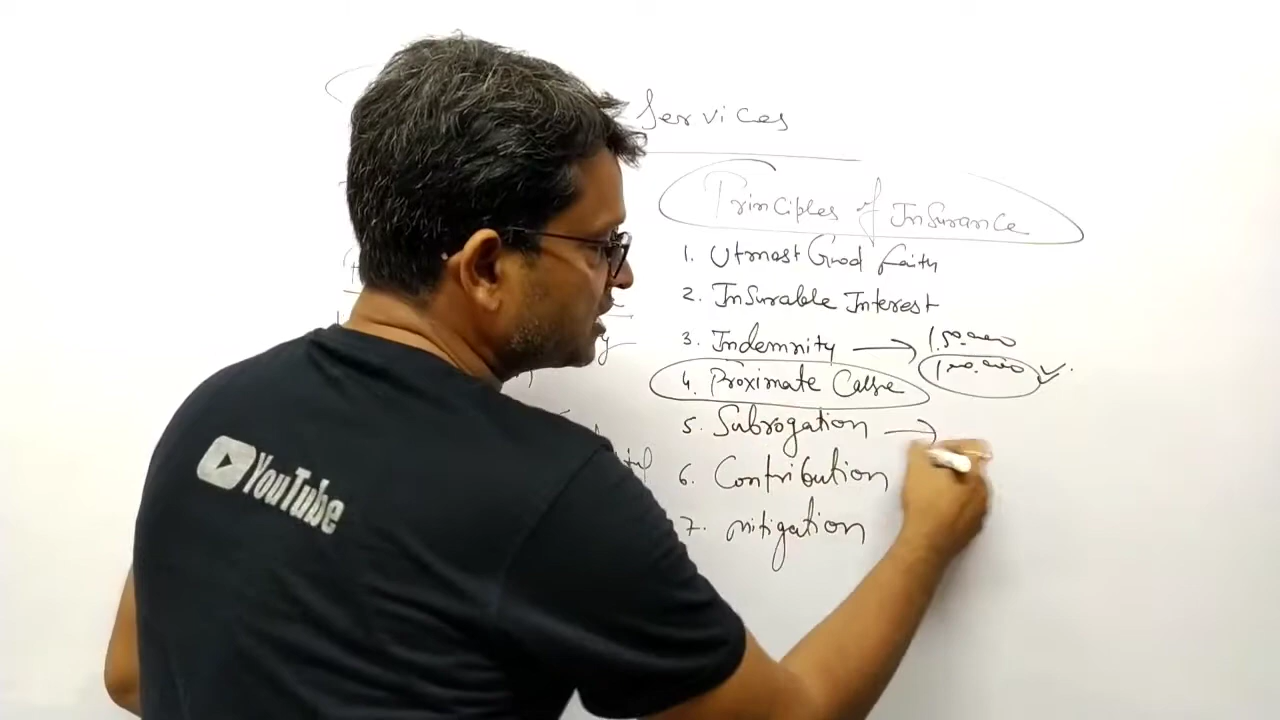 Services
Principles of Insurance
1. Utmost Good Faith
2. Insurable Interest
3. Indemnity → 1,50,000
1,00,000 ✓
4. Proximate Cause
5. Subrogation →
6. Contribution
7. mitigation
YouTube